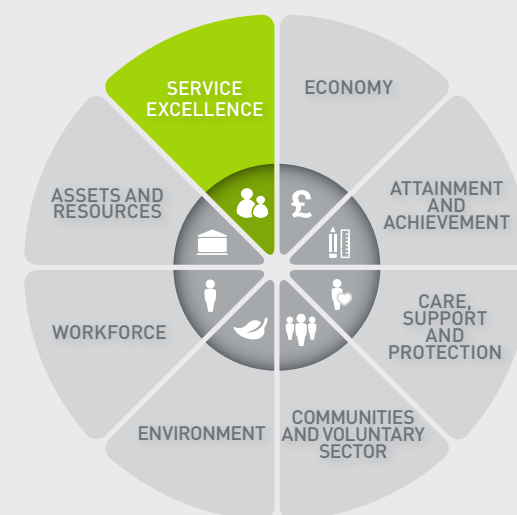 SERVICE
EXCELLENCE
ECONOMY
ATTAINMENT
AND
ACHIEVEMENT
CARE,
SUPPORT
AND
PROTECTION
COMMUNITIES
AND VOLUNTARY
SECTOR
ENVIRONMENT
WORKFORCE
ASSETS AND
RESOURCES
£